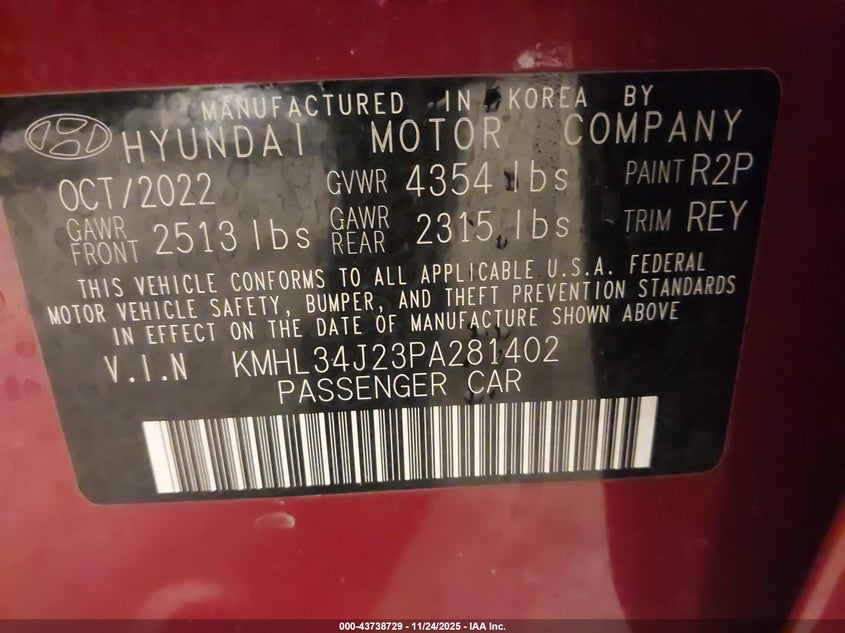 MANUFACTURED IN KOREA BY
HYUNDAI MOTOR COMPANY
OCT/2022 GVWR 4354 lbs PAINT R2P
GAWR FRONT 2513 lbs GAWR REAR 2315 lbs TRIM REY
THIS VEHICLE CONFORMS TO ALL APPLICABLE U.S.A. FEDERAL
MOTOR VEHICLE SAFETY, BUMPER, AND THEFT PREVENTION STANDARDS
IN EFFECT ON THE DATE OF MANUFACTURE SHOWN ABOVE
V.I.N KMHL34J23PA281402
PASSENGER CAR
000-43738729 - 11/24/2025 - IAA Inc.